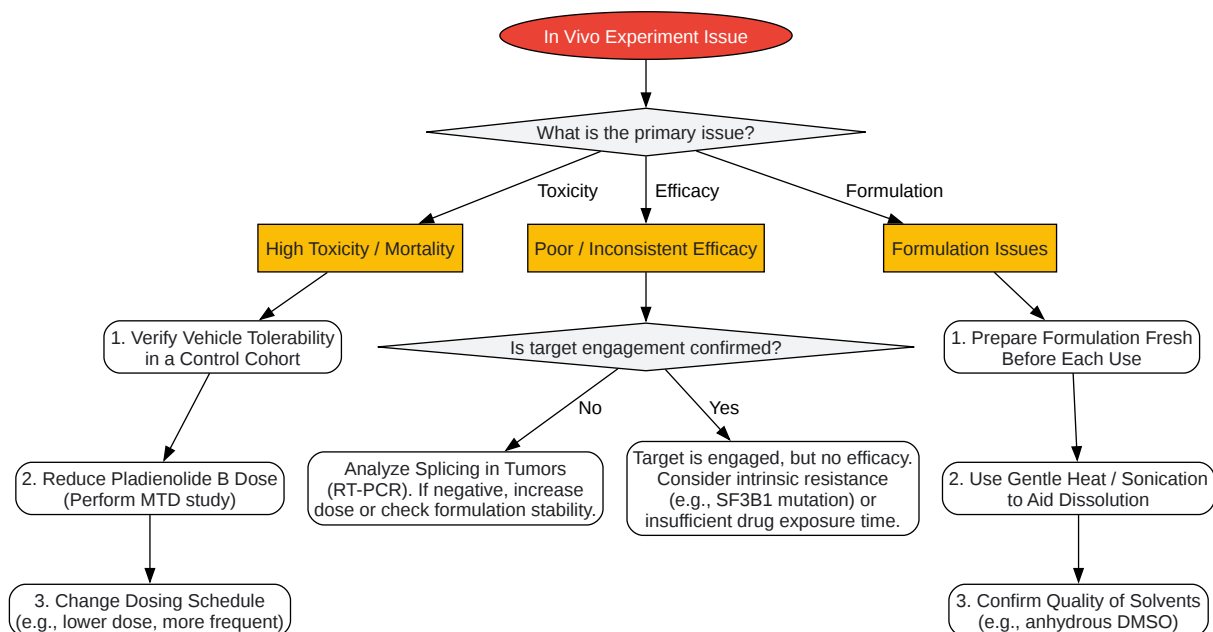 In Vivo Experiment Issue
What is the primary issue?
Toxicity
Efficacy
Formulation
High Toxicity / Mortality
Poor / Inconsistent Efficacy
Formulation Issues
1. Verify Vehicle Tolerability
in a Control Cohort
Is target engagement confirmed?
1. Prepare Formulation Fresh
Before Each Use
No
Yes
2. Reduce Pladienolide B Dose
(Perform MTD study)
Analyze Splicing in Tumors
(RT-PCR). If negative, increase
dose or check formulation stability.
Target is engaged, but no efficacy.
Consider intrinsic resistance
(e.g., SF3B1 mutation) or
insufficient drug exposure time.
2. Use Gentle Heat / Sonication
to Aid Dissolution
3. Change Dosing Schedule
(e.g., lower dose, more frequent)
3. Confirm Quality of Solvents
(e.g., anhydrous DMSO)